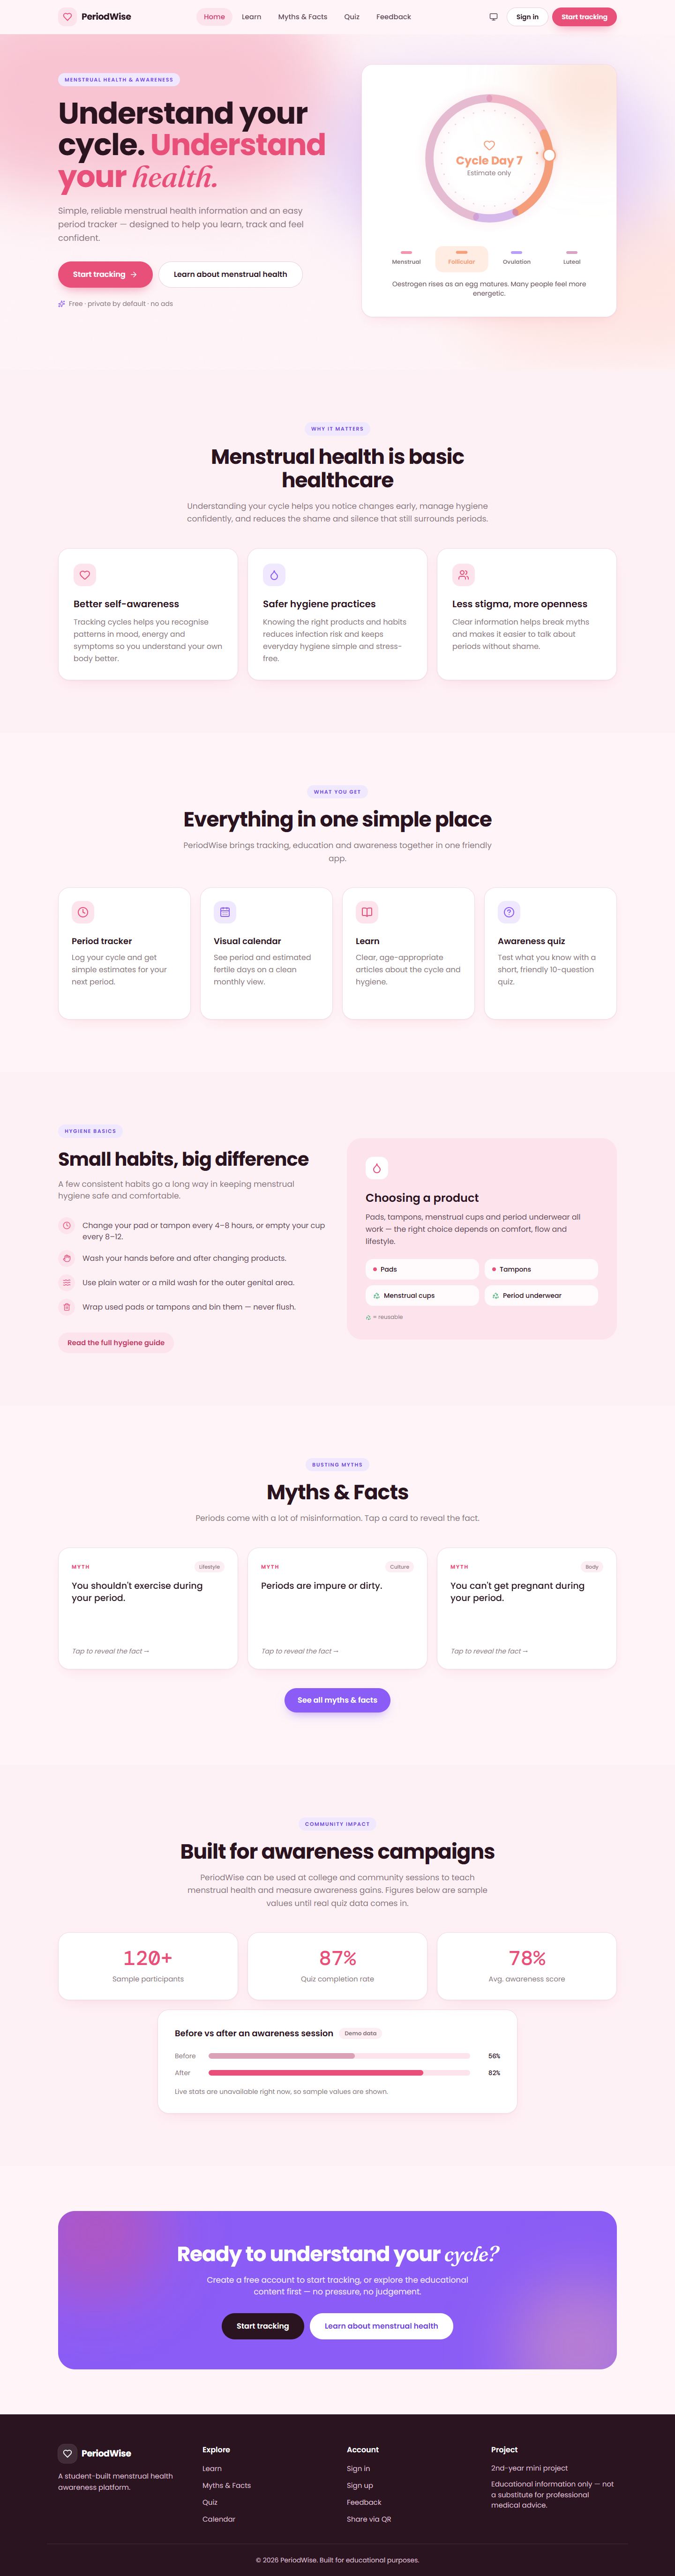 PeriodWise
Home
Learn
Myths & Facts
Quiz
Feedback
Sign in
Start tracking
MENSTRUAL HEALTH & AWARENESS
Understand your
cycle. Understand
your health.
Simple, reliable menstrual health information and an easy
period tracker — designed to help you learn, track and feel
confident.
Start tracking →
Learn about menstrual health
Free · private by default · no ads
Cycle Day 7
Estimate only
Menstrual
Follicular
Ovulation
Luteal
Oestrogen rises as an egg matures. Many people feel more
energetic.
WHY IT MATTERS
Menstrual health is basic
healthcare
Understanding your cycle helps you notice changes early, manage hygiene
confidently, and reduces the shame and silence that still surrounds periods.
Better self-awareness
Tracking cycles helps you recognise
patterns in mood, energy and
symptoms so you understand your own
body better.
Safer hygiene practices
Knowing the right products and habits
reduces infection risk and keeps
everyday hygiene simple and stress-
free.
Less stigma, more openness
Clear information helps break myths
and makes it easier to talk about
periods without shame.
WHAT YOU GET
Everything in one simple place
PeriodWise brings tracking, education and awareness together in one friendly
app.
Period tracker
Log your cycle and get
simple estimates for your
next period.
Visual calendar
See period and estimated
fertile days on a clean
monthly view.
Learn
Clear, age-appropriate
articles about the cycle and
hygiene.
Awareness quiz
Test what you know with a
short, friendly 10-question
quiz.
HYGIENE BASICS
Small habits, big difference
A few consistent habits go a long way in keeping menstrual
hygiene safe and comfortable.
Change your pad or tampon every 4–8 hours, or empty your cup
every 8–12.
Wash your hands before and after changing products.
Use plain water or a mild wash for the outer genital area.
Wrap used pads or tampons and bin them — never flush.
Read the full hygiene guide
Choosing a product
Pads, tampons, menstrual cups and period underwear all
work — the right choice depends on comfort, flow and
lifestyle.
Pads
Tampons
Menstrual cups
Period underwear
= reusable
BUSTING MYTHS
Myths & Facts
Periods come with a lot of misinformation. Tap a card to reveal the fact.
MYTH
Lifestyle
You shouldn't exercise during
your period.
Tap to reveal the fact →
MYTH
Culture
Periods are impure or dirty.
Tap to reveal the fact →
MYTH
Body
You can't get pregnant during
your period.
Tap to reveal the fact →
See all myths & facts
COMMUNITY IMPACT
Built for awareness campaigns
PeriodWise can be used at college and community sessions to teach
menstrual health and measure awareness gains. Figures below are sample
values until real quiz data comes in.
120+
Sample participants
87%
Quiz completion rate
78%
Avg. awareness score
Before vs after an awareness session
Demo data
Before
56%
After
82%
Live stats are unavailable right now, so sample values are shown.
Ready to understand your cycle?
Create a free account to start tracking, or explore the educational
content first — no pressure, no judgement.
Start tracking
Learn about menstrual health
PeriodWise
A student-built menstrual health
awareness platform.
Explore
Learn
Myths & Facts
Quiz
Calendar
Account
Sign in
Sign up
Feedback
Share via QR
Project
2nd-year mini project
Educational information only — not
a substitute for professional
medical advice.
© 2026 PeriodWise. Built for educational purposes.